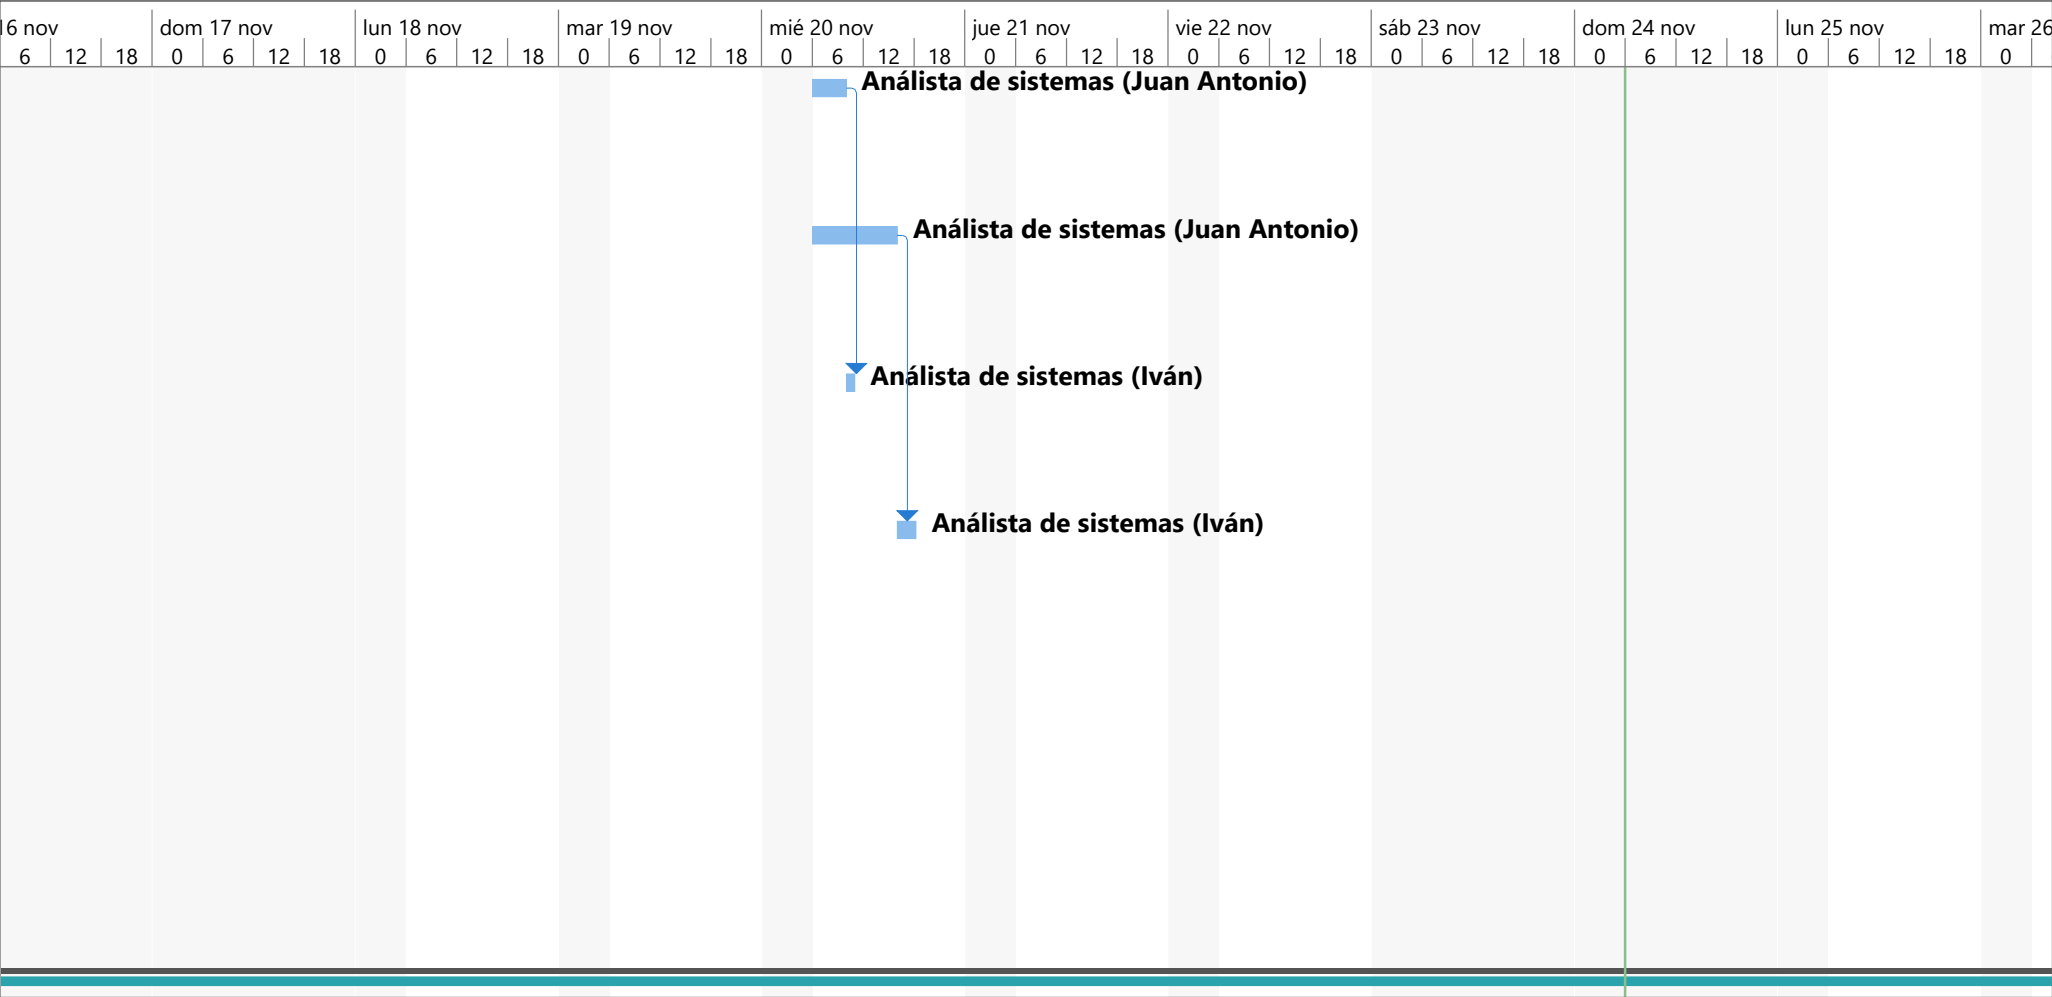 16 nov dom 17 nov lun 18 nov mar 19 nov mié 20 nov jue 21 nov vie 22 nov sáb 23 nov dom 24 nov lun 25 nov mar 26
6 12 18 0 6 12 18 0 6 12 18 0 6 12 18 0 6 12 18 0 6 12 18 0 6 12 18 0 6 12 18 0 6 12 18 0 6 12 18 0
Análista de sistemas (Juan Antonio)
Análista de sistemas (Juan Antonio)
Análista de sistemas (Iván)
Análista de sistemas (Iván)